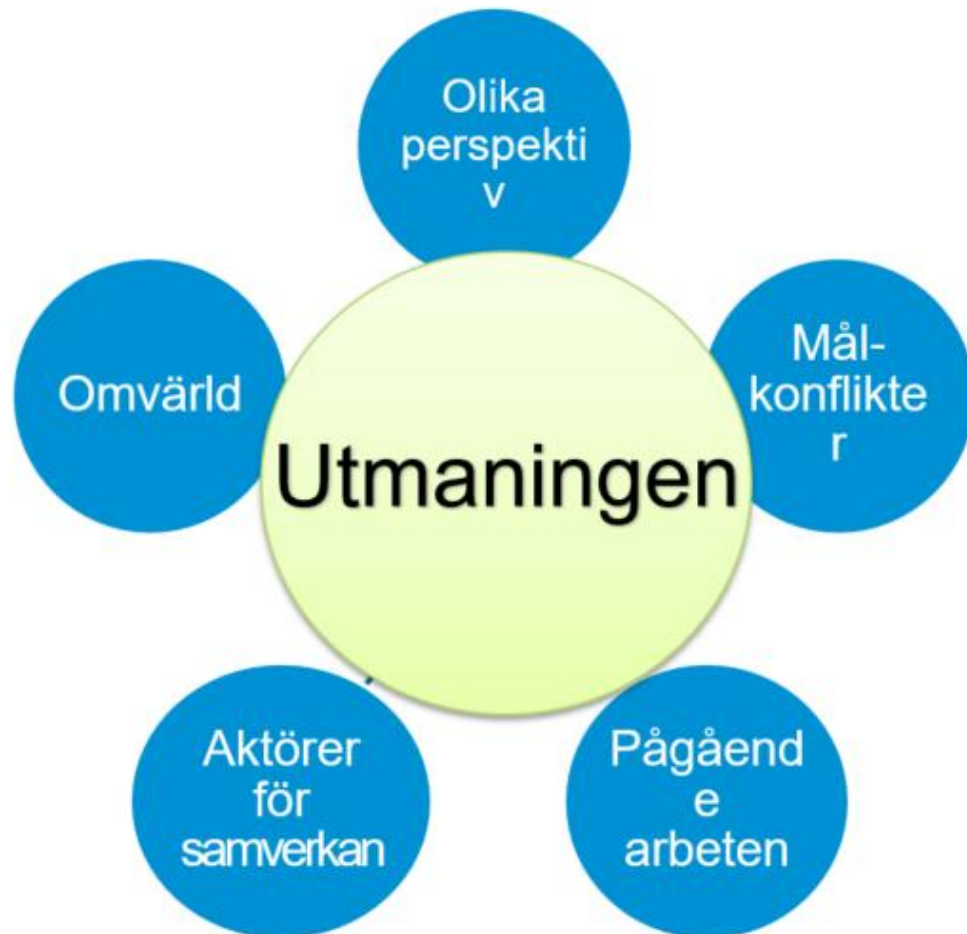 Olika
perspekti
v
Omvärld
Mål-
konflikte
r
Utmaningen
Aktörer
för
samverkan
Pågåend
e
arbeten